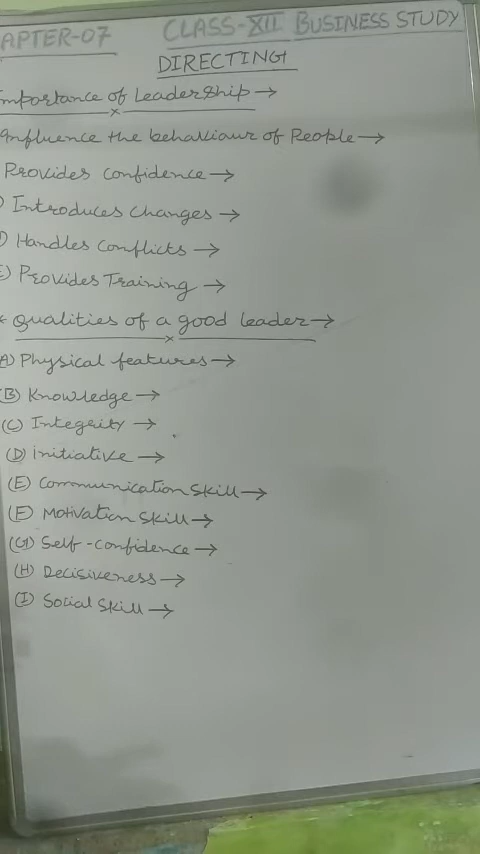 APTER-07 CLASS-XII BUSINESS STUDY
DIRECTING
Importance of Leadership →
Influence the behaviour of People →
Provides confidence →
) Introduces Changes →
) Handles Conflicts →
E) Provides Training →
* Qualities of a good leader →
(A) Physical features →
(B) Knowledge →
(C) Integrity →
(D) initiative →
(E) Communication Skill →
(F) Motivation Skill →
(G) Self-confidence →
(H) Decisiveness →
(I) Social Skill →